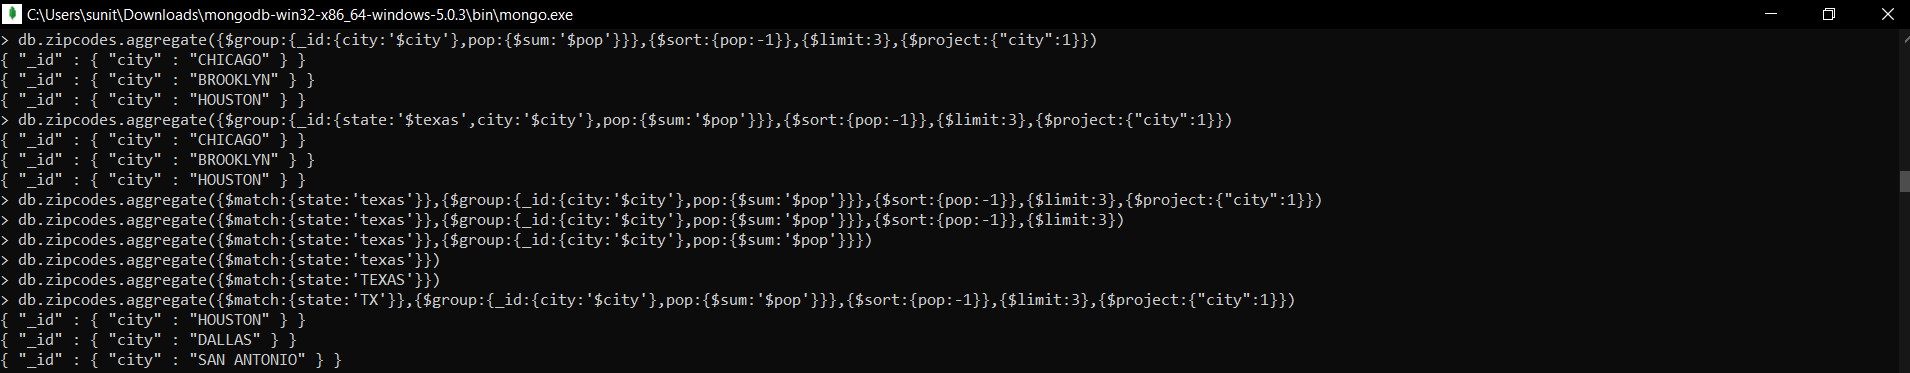 C:\Users\sunit\Downloads\mongodb-win32-x86_64-windows-5.0.3\bin\mongo.exe
> db.zipcodes.aggregate({$group:{_id:{city:'$city'},pop:{$sum:'$pop'}}},{$sort:{pop:-1}},{$limit:3},{$project:{"city":1}})
{ "_id" : { "city" : "CHICAGO" } }
{ "_id" : { "city" : "BROOKLYN" } }
{ "_id" : { "city" : "HOUSTON" } }
> db.zipcodes.aggregate({$group:{_id:{state:'$texas',city:'$city'},pop:{$sum:'$pop'}}},{$sort:{pop:-1}},{$limit:3},{$project:{"city":1}})
{ "_id" : { "city" : "CHICAGO" } }
{ "_id" : { "city" : "BROOKLYN" } }
{ "_id" : { "city" : "HOUSTON" } }
> db.zipcodes.aggregate({$match:{state:'texas'}},{$group:{_id:{city:'$city'},pop:{$sum:'$pop'}}},{$sort:{pop:-1}},{$limit:3},{$project:{"city":1}})
> db.zipcodes.aggregate({$match:{state:'texas'}},{$group:{_id:{city:'$city'},pop:{$sum:'$pop'}}},{$sort:{pop:-1}},{$limit:3})
> db.zipcodes.aggregate({$match:{state:'texas'}},{$group:{_id:{city:'$city'},pop:{$sum:'$pop'}}})
> db.zipcodes.aggregate({$match:{state:'texas'}})
> db.zipcodes.aggregate({$match:{state:'TEXAS'}})
> db.zipcodes.aggregate({$match:{state:'TX'}},{$group:{_id:{city:'$city'},pop:{$sum:'$pop'}}},{$sort:{pop:-1}},{$limit:3},{$project:{"city":1}})
{ "_id" : { "city" : "HOUSTON" } }
{ "_id" : { "city" : "DALLAS" } }
{ "_id" : { "city" : "SAN ANTONIO" } }